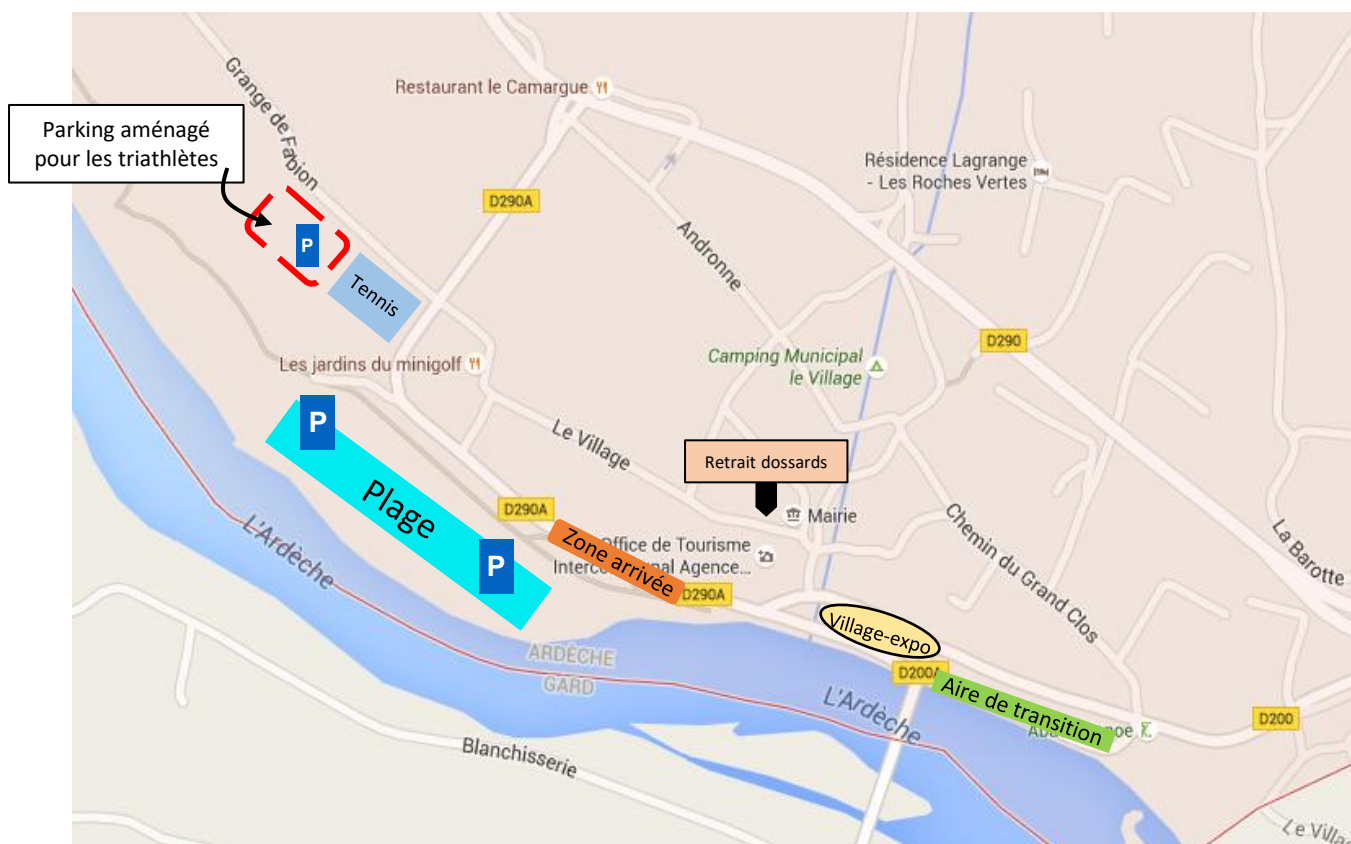 Restaurant le Camargue
Grange de Fabion
Parking aménagé
pour les triathlètes
Résidence Lagrange
- Les Roches Vertes
D290A
P
Andronne
Tennis
D290
Les jardins du minigolf
Camping Municipal
le Village
P
Le Village
Retrait dossards
Plage
D290A
Mairie
Chemin du Grand Clos
La Barotte
L'Ardèche
P
Zone arrivée
Office de Tourisme
Agence...
D290A
Village-expo
ARDÈCHE
GARD
D200A
Aire de transition
L'Ardèche
D200
Blanchisserie
Le Villag